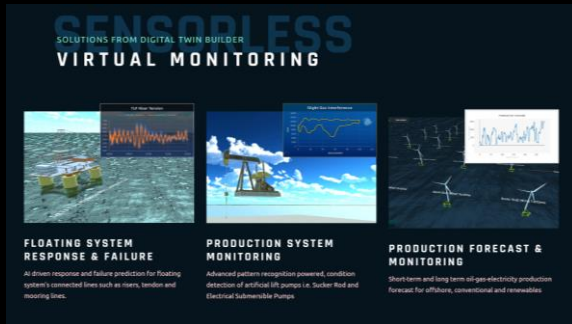 SENSORLESS
SOLUTIONS FROM DIGITAL TWIN BUILDER
VIRTUAL MONITORING
FLOATING SYSTEM
RESPONSE & FAILURE
AI driven response and failure prediction for floating
system's connected lines such as risers, tendon and
mooring lines.
PRODUCTION SYSTEM
MONITORING
Advanced pattern recognition powered, condition
detection of artificial lift pumps i.e. Sucker Rod and
Electrical Submersible Pumps
PRODUCTION FORECAST &
MONITORING
Short-term and long term oil-gas-electricity production
forecast for offshore, conventional and renewables